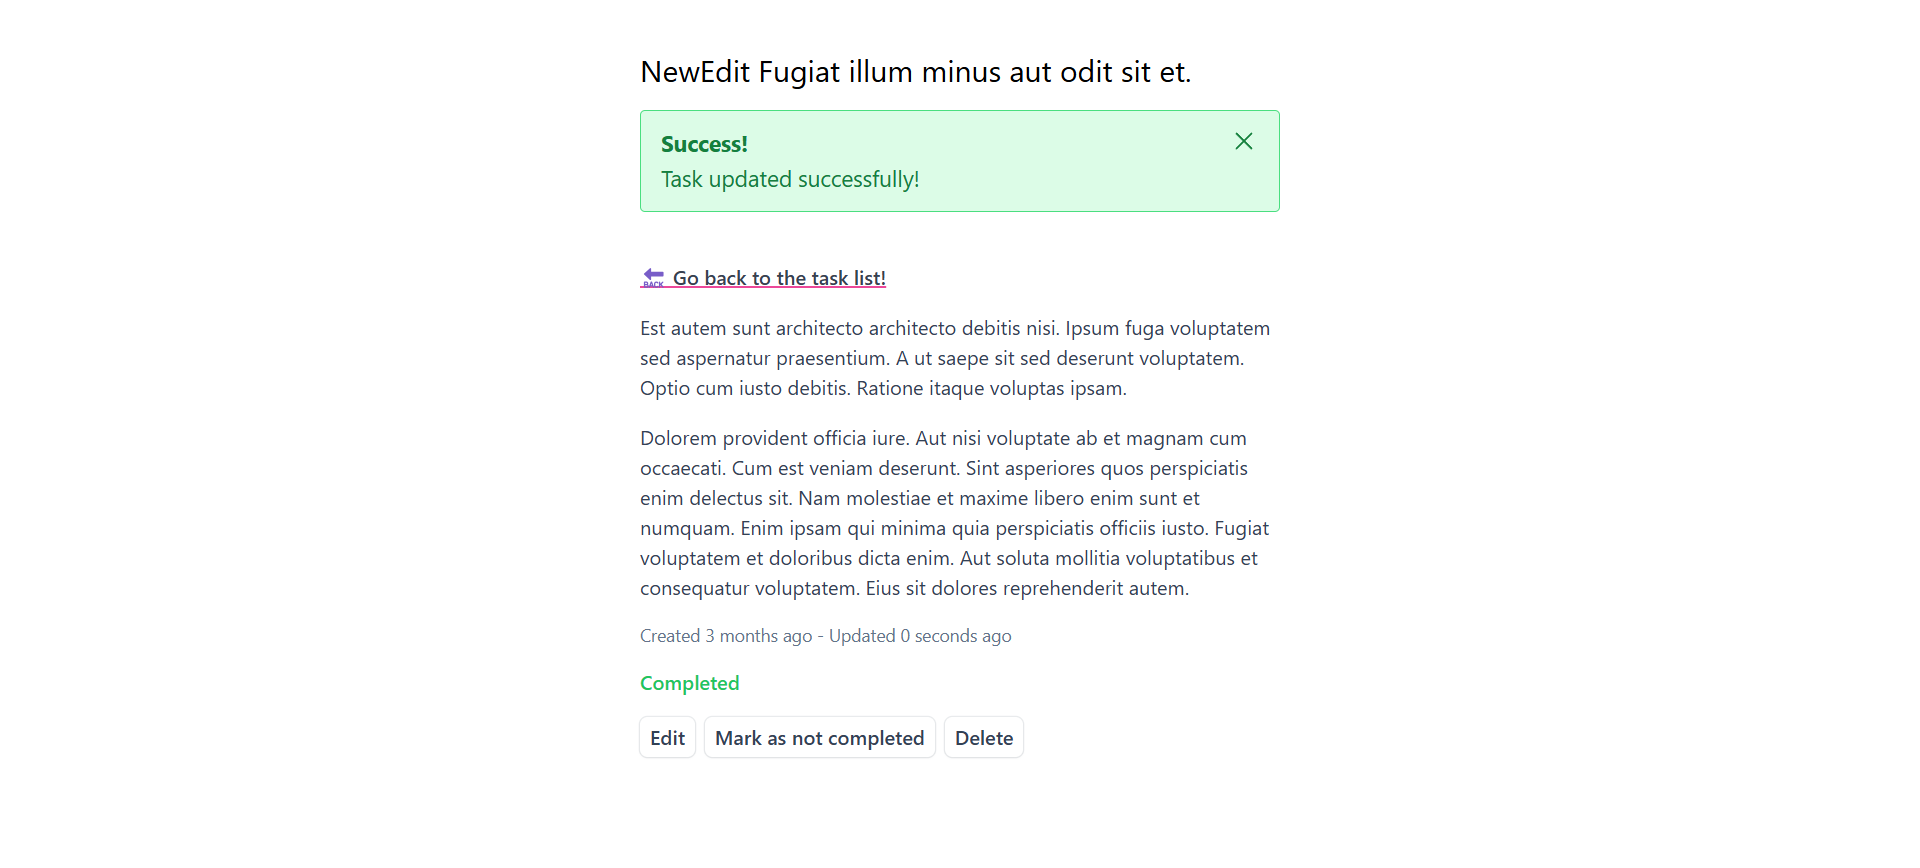 NewEdit Fugiat illum minus aut odit sit et.
Success!
Task updated successfully!
BACK Go back to the task list!
Est autem sunt architecto architecto debitis nisi. Ipsum fuga voluptatem
sed aspernatur praesentium. A ut saepe sit sed deserunt voluptatem.
Optio cum iusto debitis. Ratione itaque voluptas ipsam.
Dolorem provident officia iure. Aut nisi voluptate ab et magnam cum
occaecati. Cum est veniam deserunt. Sint asperiores quos perspiciatis
enim delectus sit. Nam molestiae et maxime libero enim sunt et
numquam. Enim ipsam qui minima quia perspiciatis officiis iusto. Fugiat
voluptatem et doloribus dicta enim. Aut soluta mollitia voluptatibus et
consequatur voluptatem. Eius sit dolores reprehenderit autem.
Created 3 months ago - Updated 0 seconds ago
Completed
Edit Mark as not completed Delete